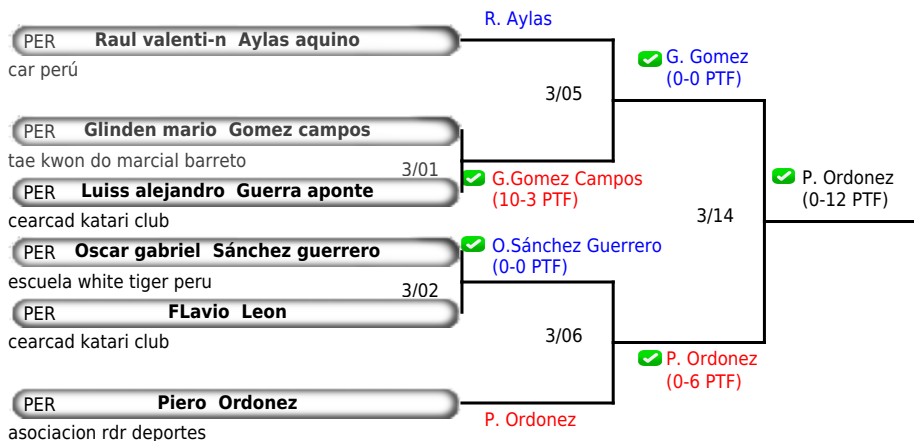 R. Aylas
PER Raul valenti-n Aylas aquino
car perú
G. Gomez
(0-0 PTF)
3/05
PER Glinden mario Gomez campos
tae kwon do marcial barreto
3/01
G.Gomez Campos
(10-3 PTF)
PER Luiss alejandro Guerra aponte
cearcad katari club
P. Ordonez
(0-12 PTF)
3/14
PER Oscar gabriel Sánchez guerrero
escuela white tiger peru
O.Sánchez Guerrero
(0-0 PTF)
3/02
PER FLavio Leon
cearcad katari club
3/06
P. Ordonez
(0-6 PTF)
PER Piero Ordonez
asociacion rdr deportes
P. Ordonez